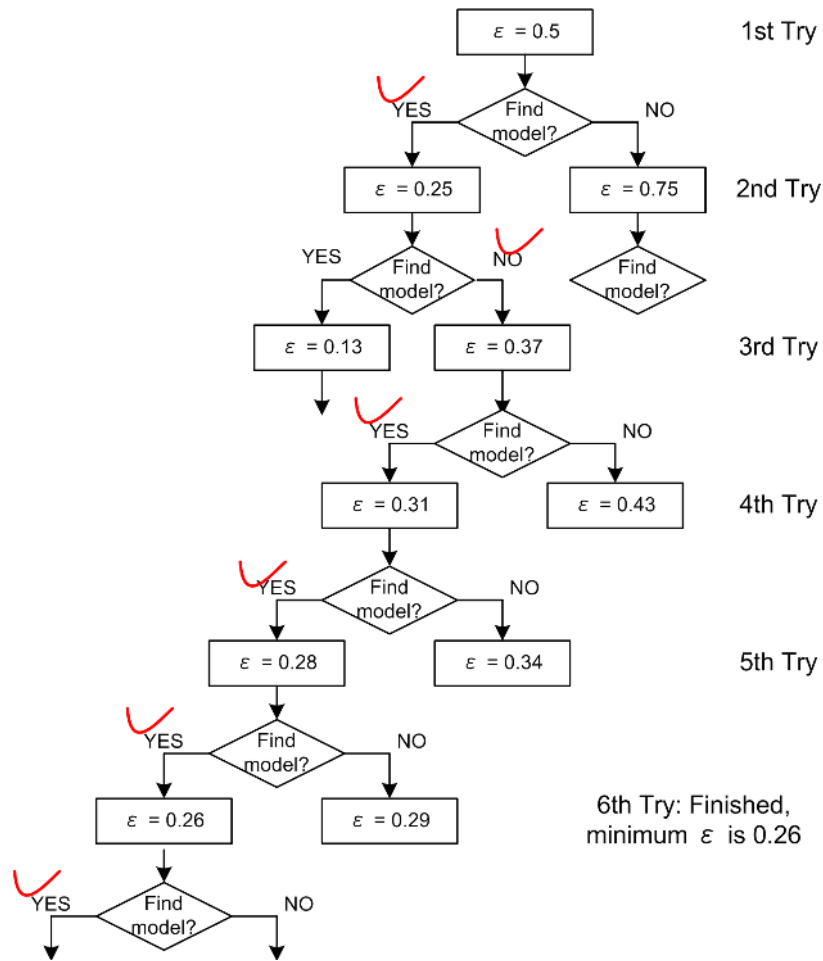 ε = 0.5
1st Try
YES
Find
model?
NO
ε = 0.25
ε = 0.75
2nd Try
YES
Find
model?
NO
Find
model?
ε = 0.13
ε = 0.37
3rd Try
YES
Find
model?
NO
ε = 0.31
ε = 0.43
4th Try
YES
Find
model?
NO
ε = 0.28
ε = 0.34
5th Try
YES
Find
model?
NO
ε = 0.26
ε = 0.29
6th Try: Finished,
minimum ε is 0.26
YES
Find
model?
NO